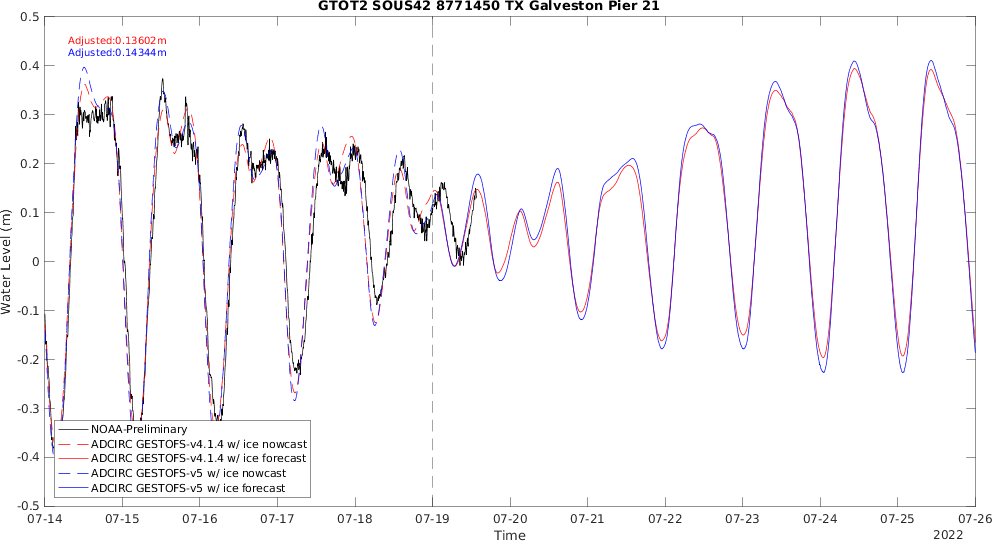 GTOT2 SOUS42 8771450 TX Galveston Pier 21
Adjusted:0.13602m
Adjusted:0.14344m
Water Level (m)
0.5
0.4
0.3
0.2
0.1
0
-0.1
-0.2
-0.3
-0.4
-0.5
NOAA-Preliminary
ADCIRC GESTOFS-v4.1.4 w/ ice nowcast
ADCIRC GESTOFS-v4.1.4 w/ ice forecast
ADCIRC GESTOFS-v5 w/ ice nowcast
ADCIRC GESTOFS-v5 w/ ice forecast
07-14 07-15 07-16 07-17 07-18 07-19 07-20 07-21 07-22 07-23 07-24 07-25 07-26
Time
2022